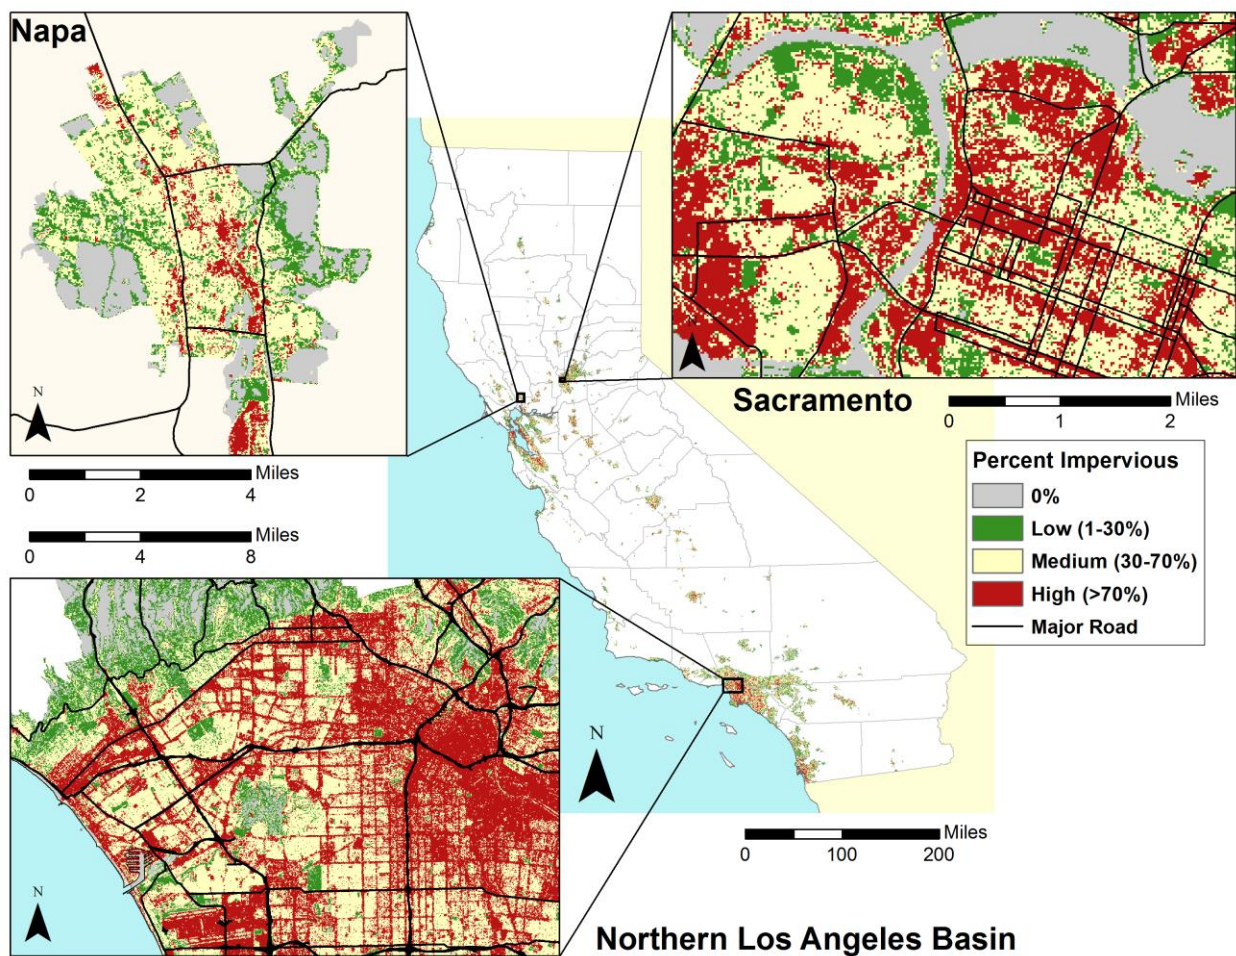 Napa
N
Miles
0 2 4
Miles
0 4 8
Sacramento
Miles
0 1 2
Percent Impervious
0%
Low (1-30%)
Medium (30-70%)
High (>70%)
Major Road
N
N
Miles
0 100 200
Northern Los Angeles Basin